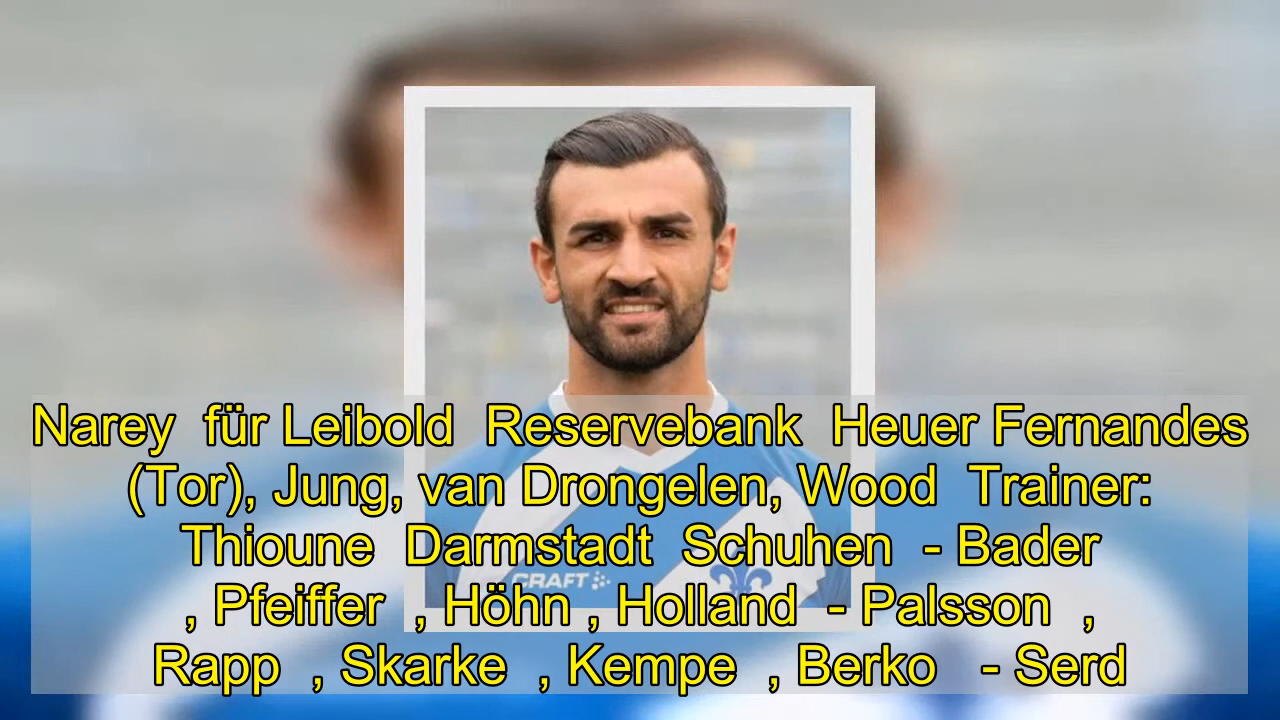 Narey für Leibold Reservebank Heuer Fernandes
(Tor), Jung, van Drongelen, Wood Trainer:
Thioune Darmstadt Schuhen - Bader
, Pfeiffer , Höhn , Holland - Palsson ,
Rapp , Skarke , Kempe , Berko - Serd
CRAFT